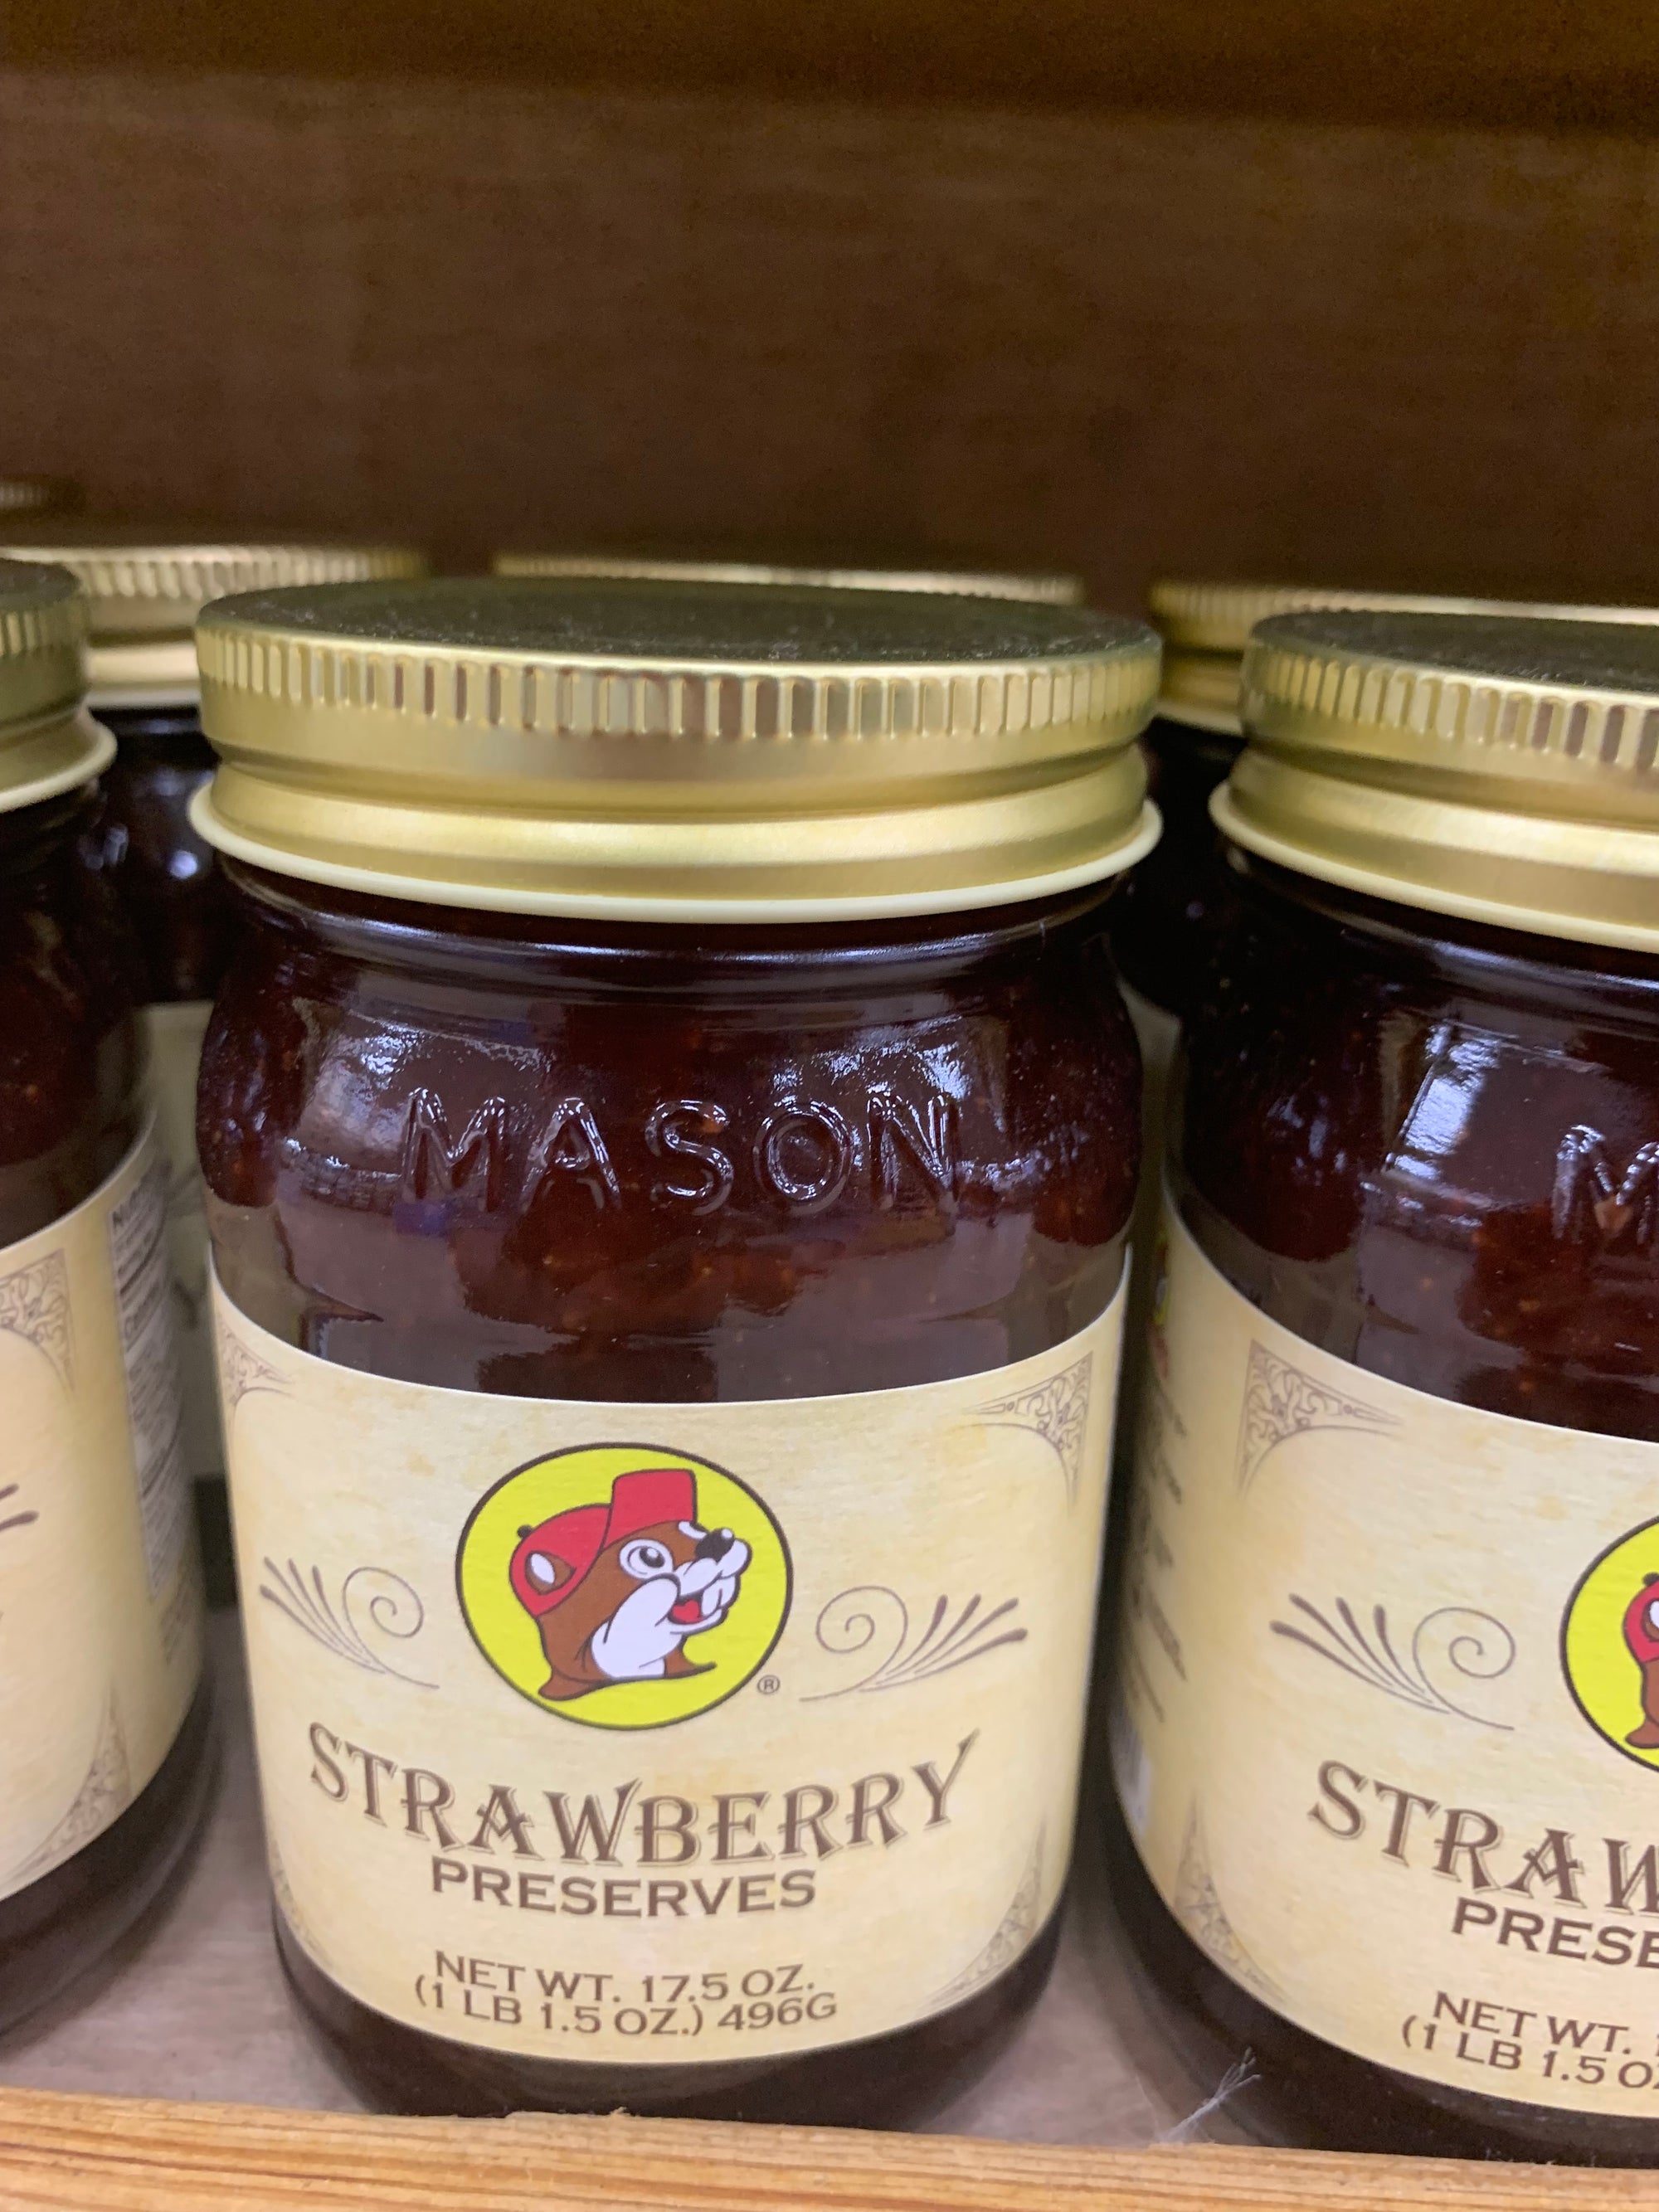 MASON
®
STRAWBERRY
PRESERVES
NET WT. 17.5 OZ.
(1 LB 1.5 OZ.) 496G
M
STRAW
PRESE
NET WT.
(1 LB 1.5 OZ